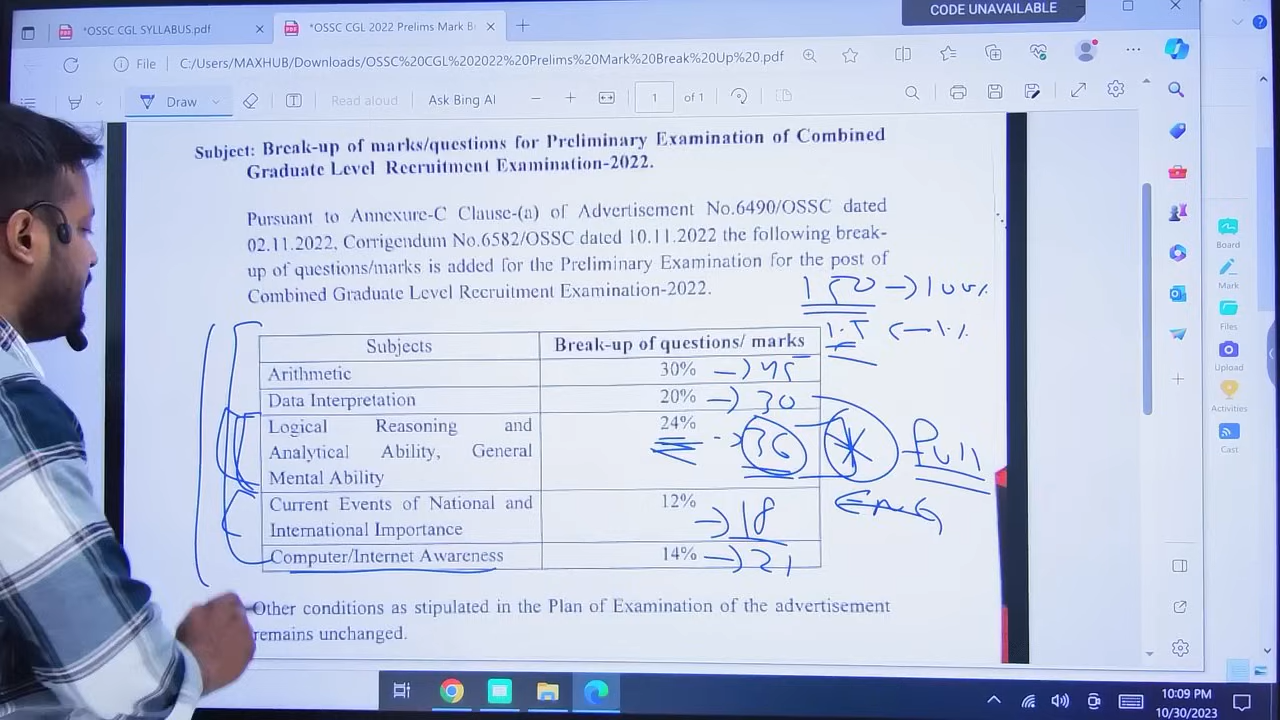 CODE UNAVAILABLE
*OSSC CGL SYLLABUS.pdf
*OSSC CGL 2022 Prelims Mark B
File C:/Users/MAXHUB/Downloads/OSSC%20CGL%202022%20Prelims%20Mark%20Break%20Up%20.pdf
Draw Read aloud Ask Bing AI 1 of 1
Subject: Break-up of marks/questions for Preliminary Examination of Combined
Graduate Level Recruitment Examination-2022.
Pursuant to Annexure-C Clause-(a) of Advertisement No.6490/OSSC dated
02.11.2022, Corrigendum No.6582/OSSC dated 10.11.2022 the following break-
up of questions/marks is added for the Preliminary Examination for the post of
Combined Graduate Level Recruitment Examination-2022.
150 → 100%
1.5 ← 1%
Subjects Break-up of questions/ marks
Arithmetic 30% → 45
Data Interpretation 20% → 30
Logical Reasoning and 24% → 36
Analytical Ability, General
Mental Ability
Full
Current Events of National and 12% → 18
International Importance
Eng
Computer/Internet Awareness 14% → 21
Other conditions as stipulated in the Plan of Examination of the advertisement
remains unchanged.
Board
Mark
Files
Upload
Activities
Cast
10:09 PM
10/30/2023